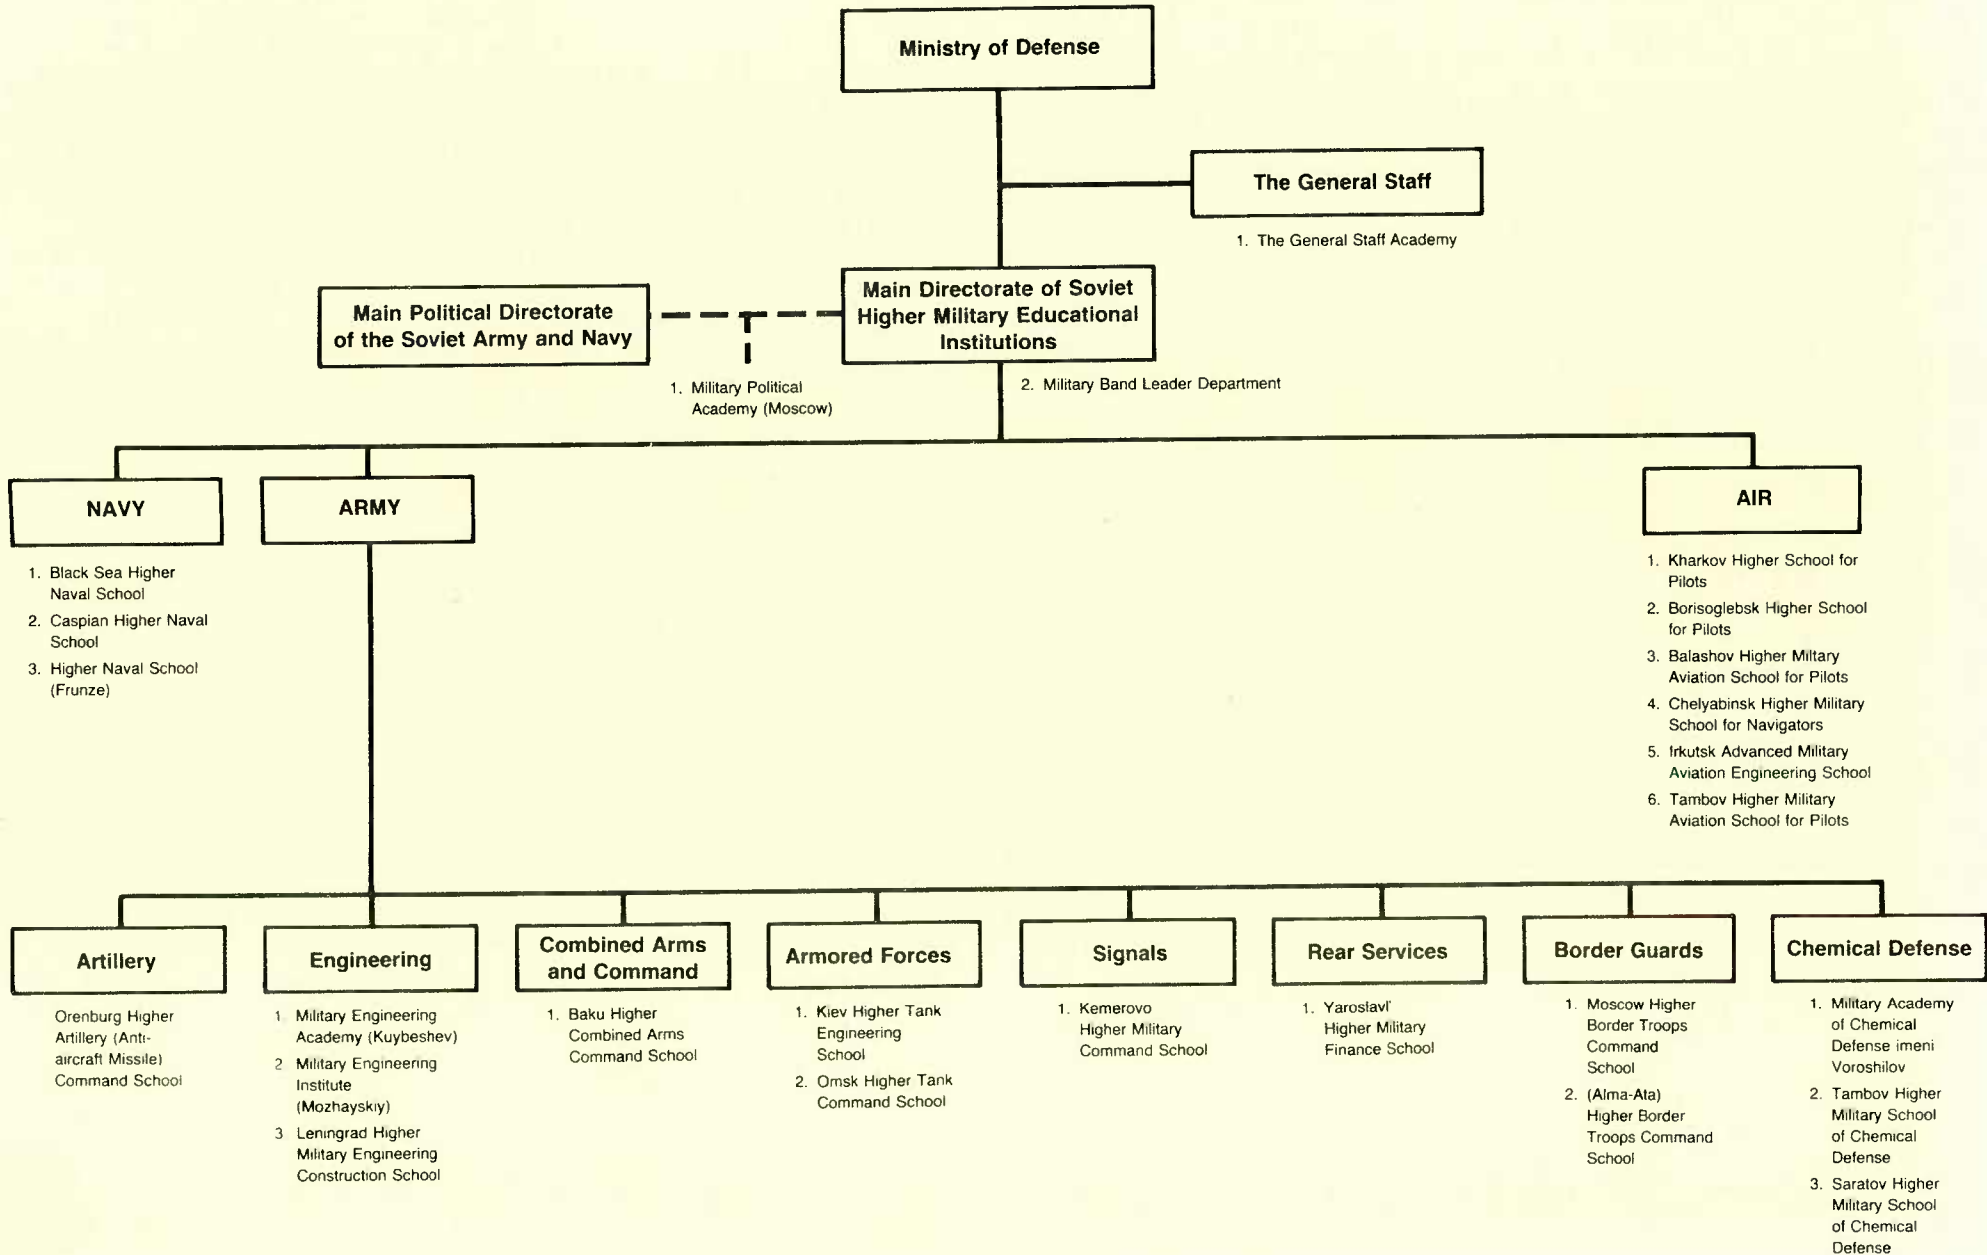 Ministry of Defense
The General Staff
1. The General Staff Academy
Main Political Directorate
of the Soviet Army and Navy
Main Directorate of Soviet
Higher Military Educational
Institutions
1. Military Political
Academy (Moscow)
2. Military Band Leader Department
NAVY
1. Black Sea Higher
Naval School
2. Caspian Higher Naval
School
3. Higher Naval School
(Frunze)
ARMY
AIR
1. Kharkov Higher School for
Pilots
2. Borisoglebsk Higher School
for Pilots
3. Balashov Higher Miltary
Aviation School for Pilots
4. Chelyabinsk Higher Military
School for Navigators
5. Irkutsk Advanced Military
Aviation Engineering School
6. Tambov Higher Military
Aviation School for Pilots
Artillery
Orenburg Higher
Artillery (Anti-
aircraft Missile)
Command School
Engineering
1 Military Engineering
Academy (Kuybeshev)
2 Military Engineering
Institute
(Mozhayskiy)
3 Leningrad Higher
Military Engineering
Construction School
Combined Arms
and Command
1. Baku Higher
Combined Arms
Command School
Armored Forces
1. Kiev Higher Tank
Engineering
School
2. Omsk Higher Tank
Command School
Signals
1. Kemerovo
Higher Military
Command School
Rear Services
1. Yaroslavl'
Higher Military
Finance School
Border Guards
1. Moscow Higher
Border Troops
Command
School
2. (Alma-Ata)
Higher Border
Troops Command
School
Chemical Defense
1. Military Academy
of Chemical
Defense imeni
Voroshilov
2. Tambov Higher
Military School
of Chemical
Defense
3. Saratov Higher
Military School
of Chemical
Defense